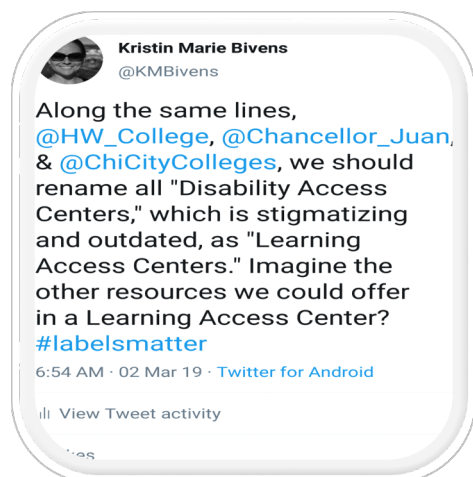 Kristin Marie Bivens
@KMBivens
Along the same lines,
@HW_College, @Chancellor_Juan,
& @ChiCityColleges, we should
rename all "Disability Access
Centers," which is stigmatizing
and outdated, as "Learning
Access Centers." Imagine the
other resources we could offer
in a Learning Access Center?
#labelsmatter
6:54 AM · 02 Mar 19 · Twitter for Android
View Tweet activity